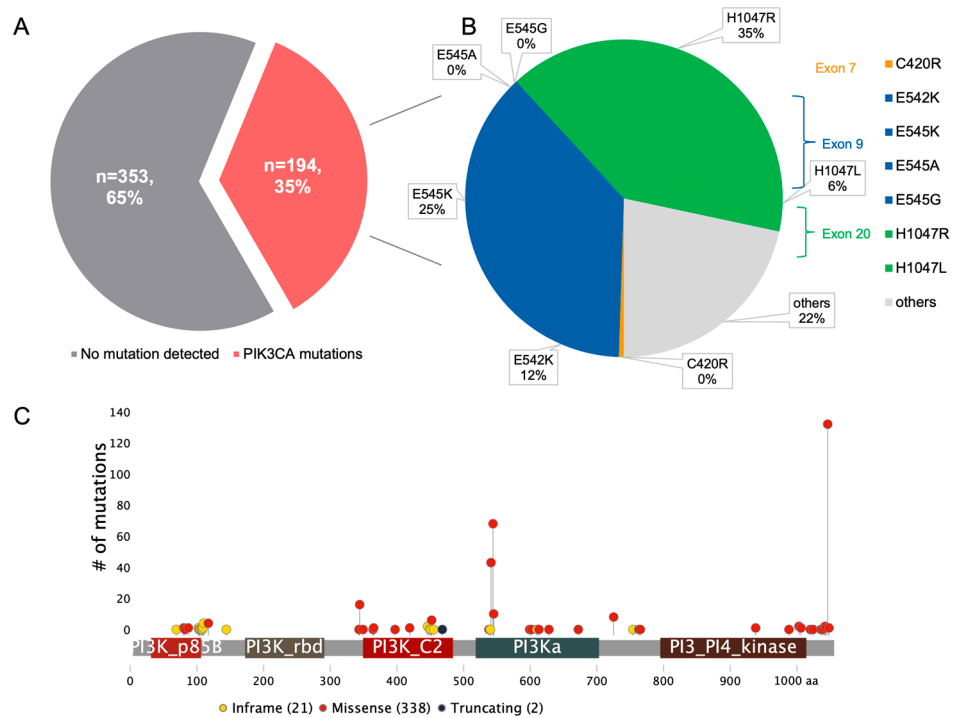 A
n=353,
65%
n=194,
35%
No mutation detected
PIK3CA mutations
B
E545G
0%
E545A
0%
H1047R
35%
E545K
25%
H1047L
6%
E542K
12%
C420R
0%
others
22%
Exon 7
Exon 9
Exon 20
C420R
E542K
E545K
E545A
E545G
H1047R
H1047L
others
C
# of mutations
140
120
100
80
60
40
20
0
PI3K_p85B
PI3K_rbd
PI3K_C2
PI3Ka
PI3_PI4_kinase
0
100
200
300
400
500
600
700
800
900
1000 aa
Inframe (21)
Missense (338)
Truncating (2)